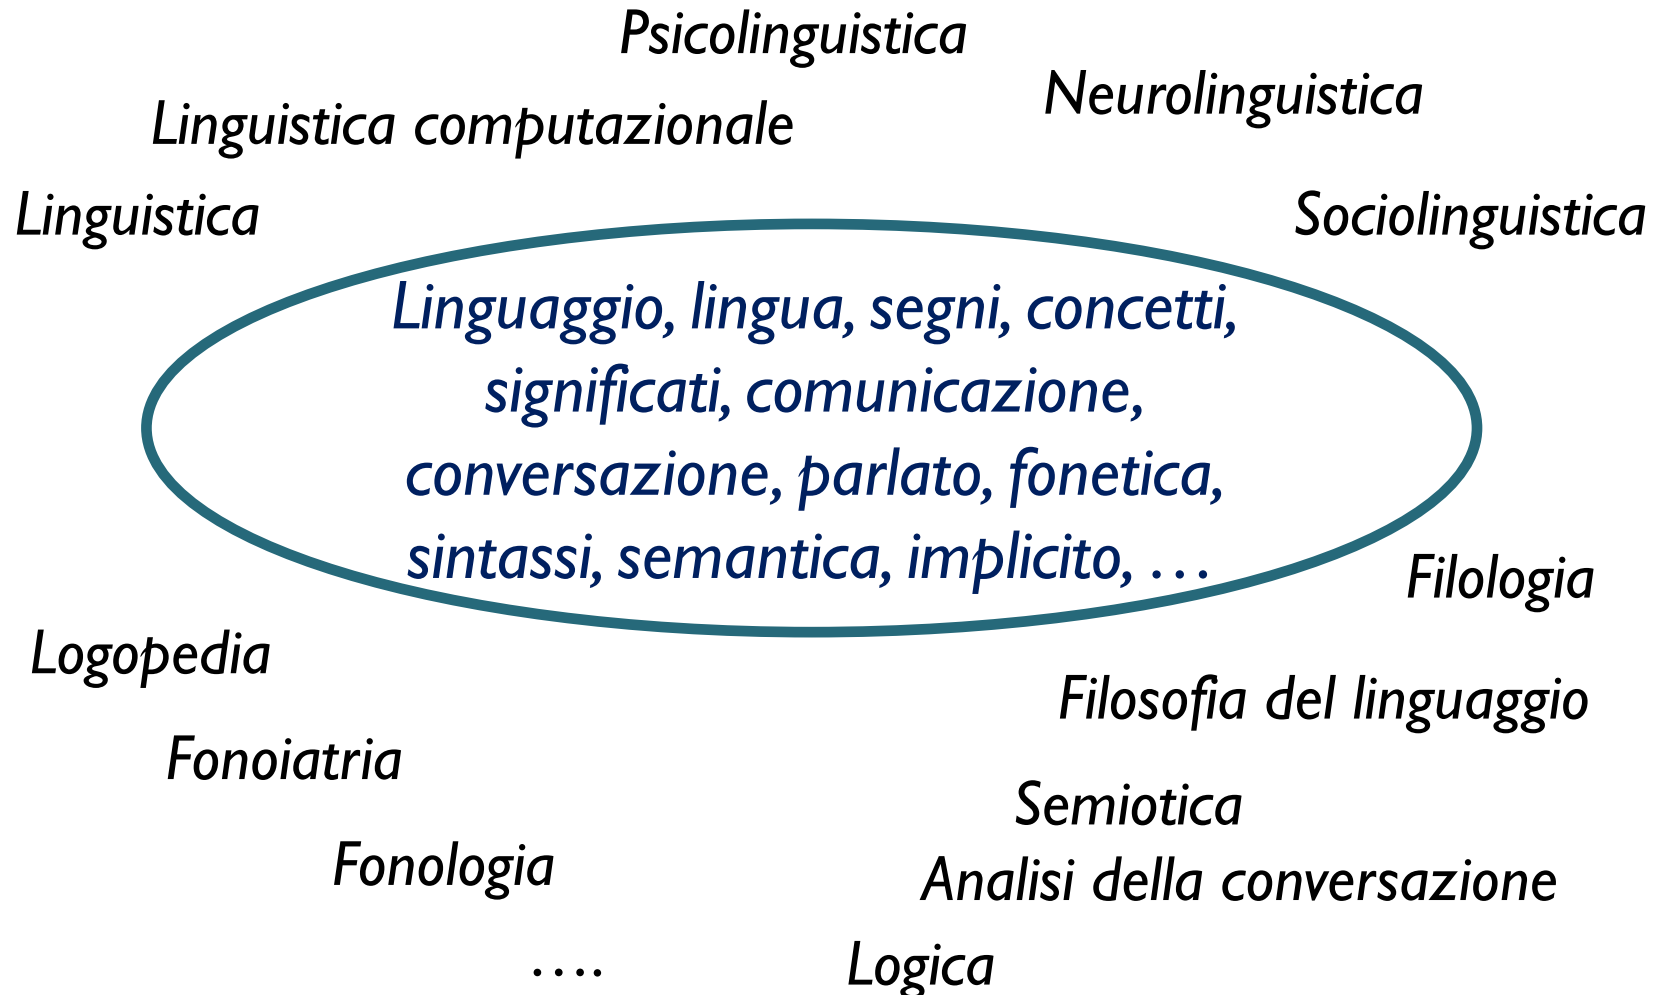 Psicolinguistica
Neurolinguistica
Linguistica computazionale
Linguistica
Sociolinguistica
Linguaggio, lingua, segni, concetti,
significati, comunicazione,
conversazione, parlato, fonetica,
sintassi, semantica, implicito, …
Filologia
Logopedia
Filosofia del linguaggio
Fonoiatria
Semiotica
Fonologia
Analisi della conversazione
….
Logica